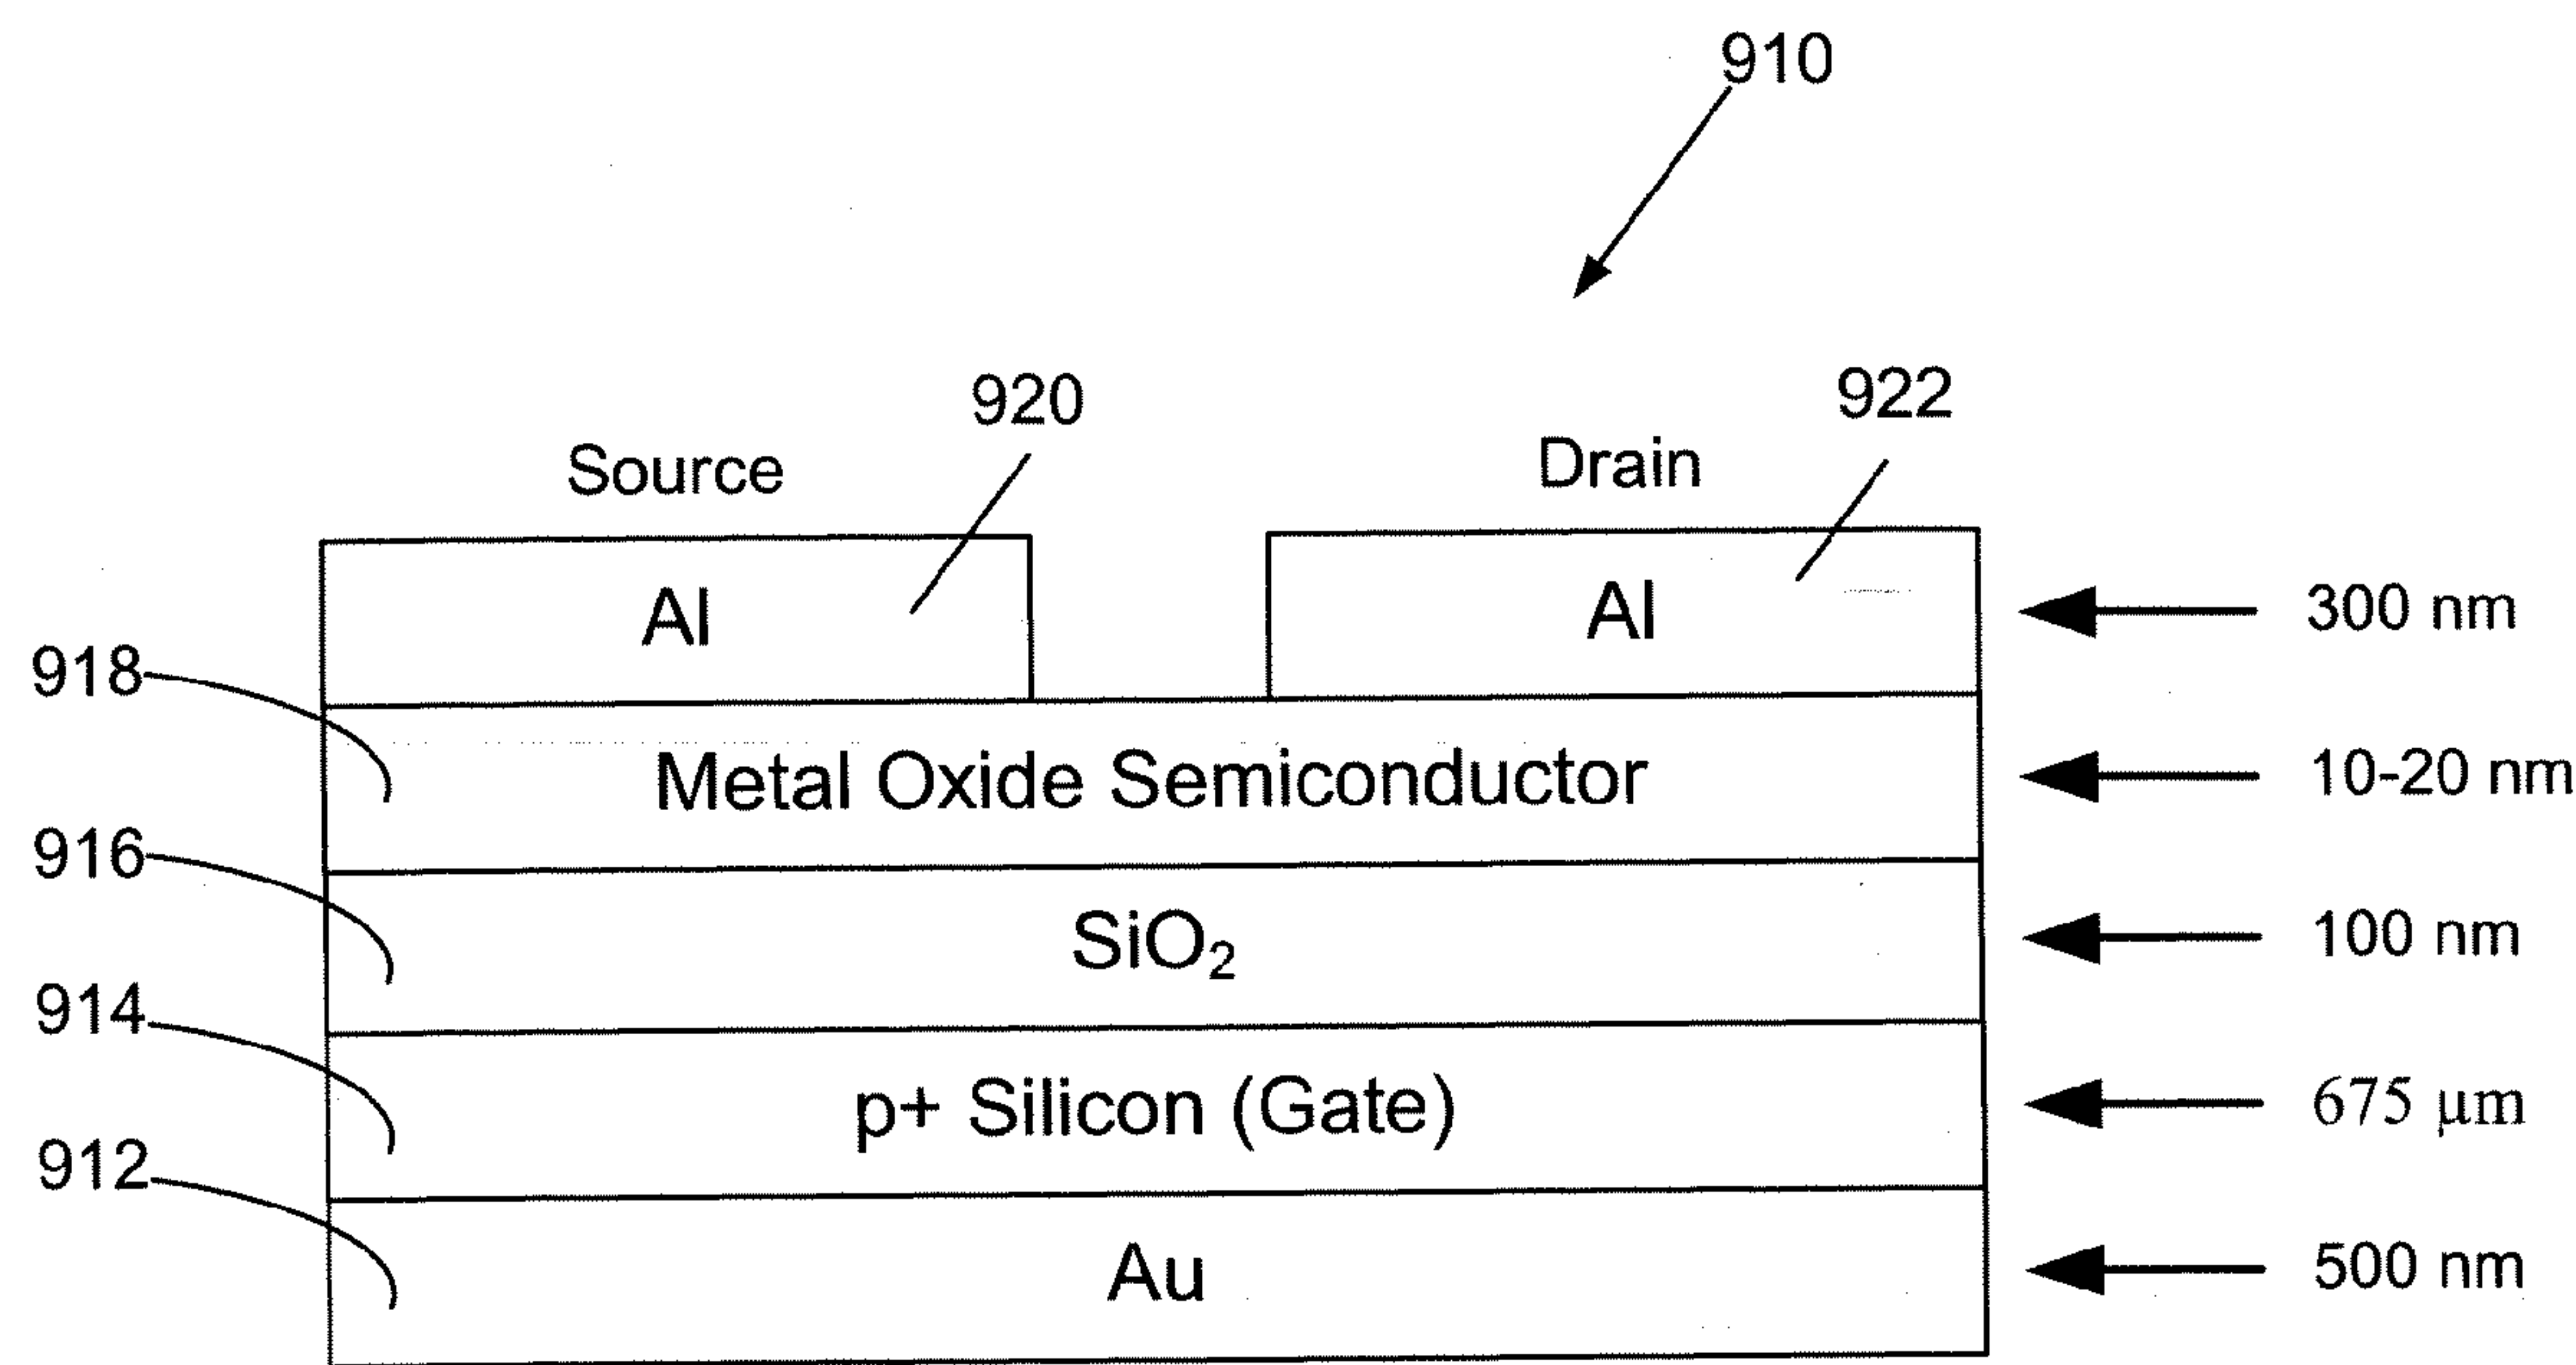 910
920
922
Source
Drain
Al
Al
300 nm
918
Metal Oxide Semiconductor
10-20 nm
916
SiO₂
100 nm
914
p+ Silicon (Gate)
675 µm
912
Au
500 nm